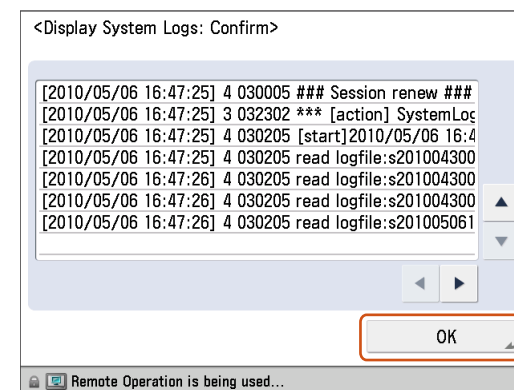 <Display System Logs: Confirm>
[2010/05/06 16:47:25] 4 030005 ### Session renew ###
[2010/05/06 16:47:25] 3 032302 *** [action] SystemLog
[2010/05/06 16:47:25] 4 030205 [start]2010/05/06 16:4
[2010/05/06 16:47:25] 4 030205 read logfile:s201004300
[2010/05/06 16:47:26] 4 030205 read logfile:s201004300
[2010/05/06 16:47:26] 4 030205 read logfile:s201004300
[2010/05/06 16:47:26] 4 030205 read logfile:s201005061
OK
Remote Operation is being used...